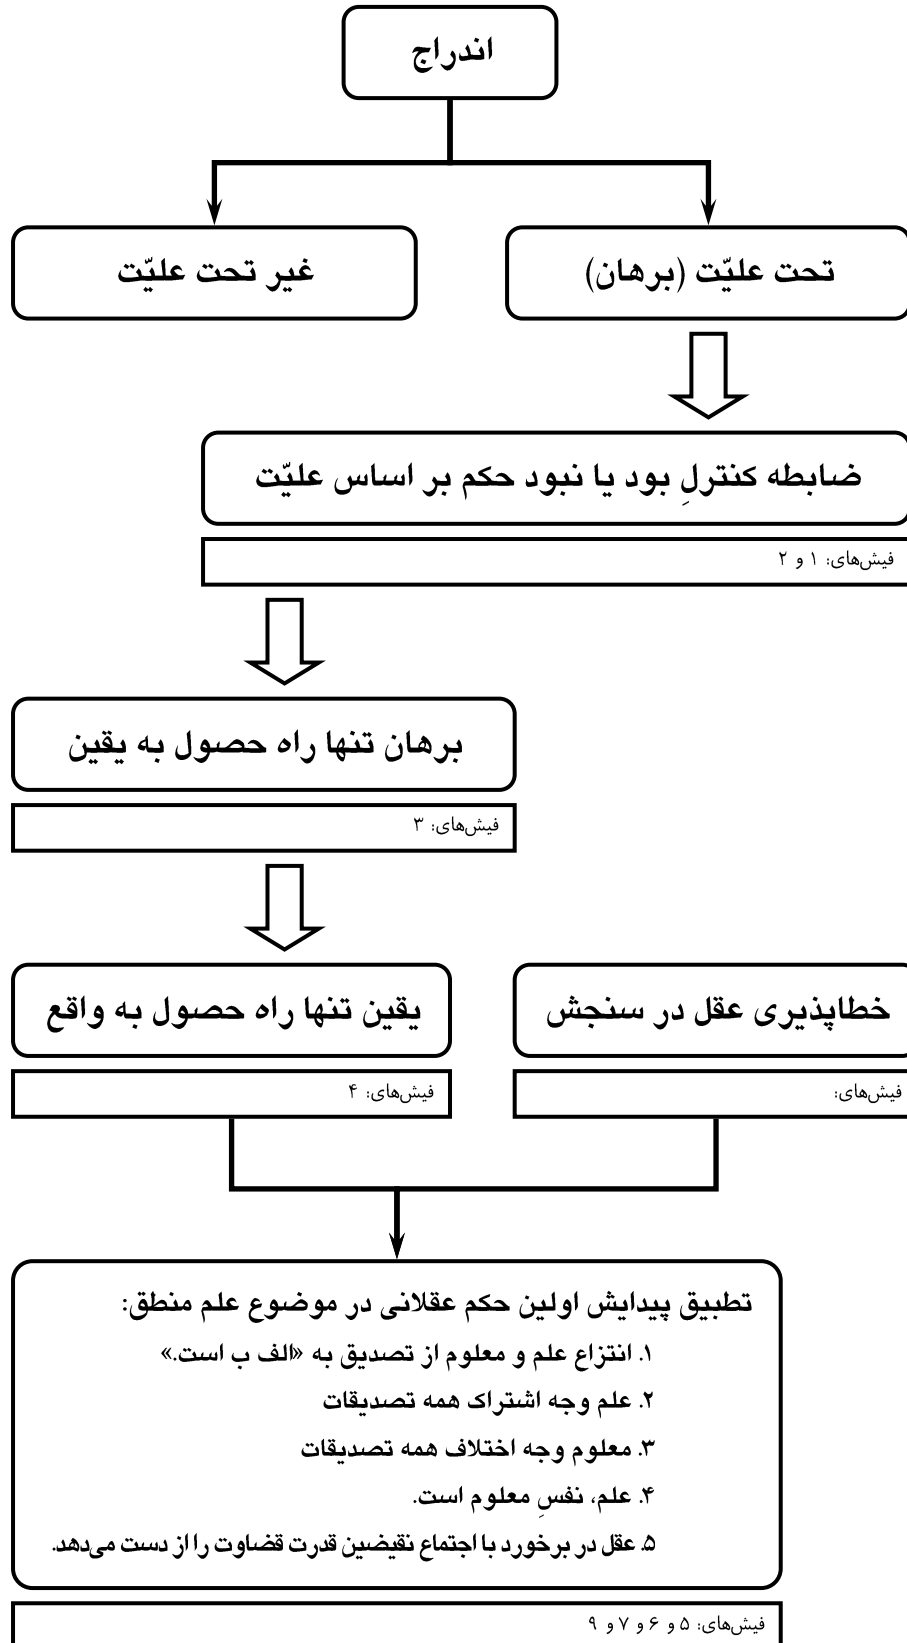 اندراج
تحت علیّت (برهان)
غیر تحت علیّت
ضابطه کنترلِ بود یا نبود حکم بر اساس علیّت
فیش‌های: ۱ و ۲
برهان تنها راه حصول به یقین
فیش‌های: ۳
خطاپذیری عقل در سنجش
یقین تنها راه حصول به واقع
فیش‌های:
فیش‌های: ۴
تطبیق پیدایش اولین حکم عقلانی در موضوع علم منطق:
۱. انتزاع علم و معلوم از تصدیق به «الف ب است.»
۲. علم وجه اشتراک همه تصدیقات
۳. معلوم وجه اختلاف همه تصدیقات
۴. علم، نفسِ معلوم است.
۵. عقل در برخورد با اجتماع نقیضین قدرت قضاوت را از دست می‌دهد.
فیش‌های: ۵ و ۶ و ۷ و ۹